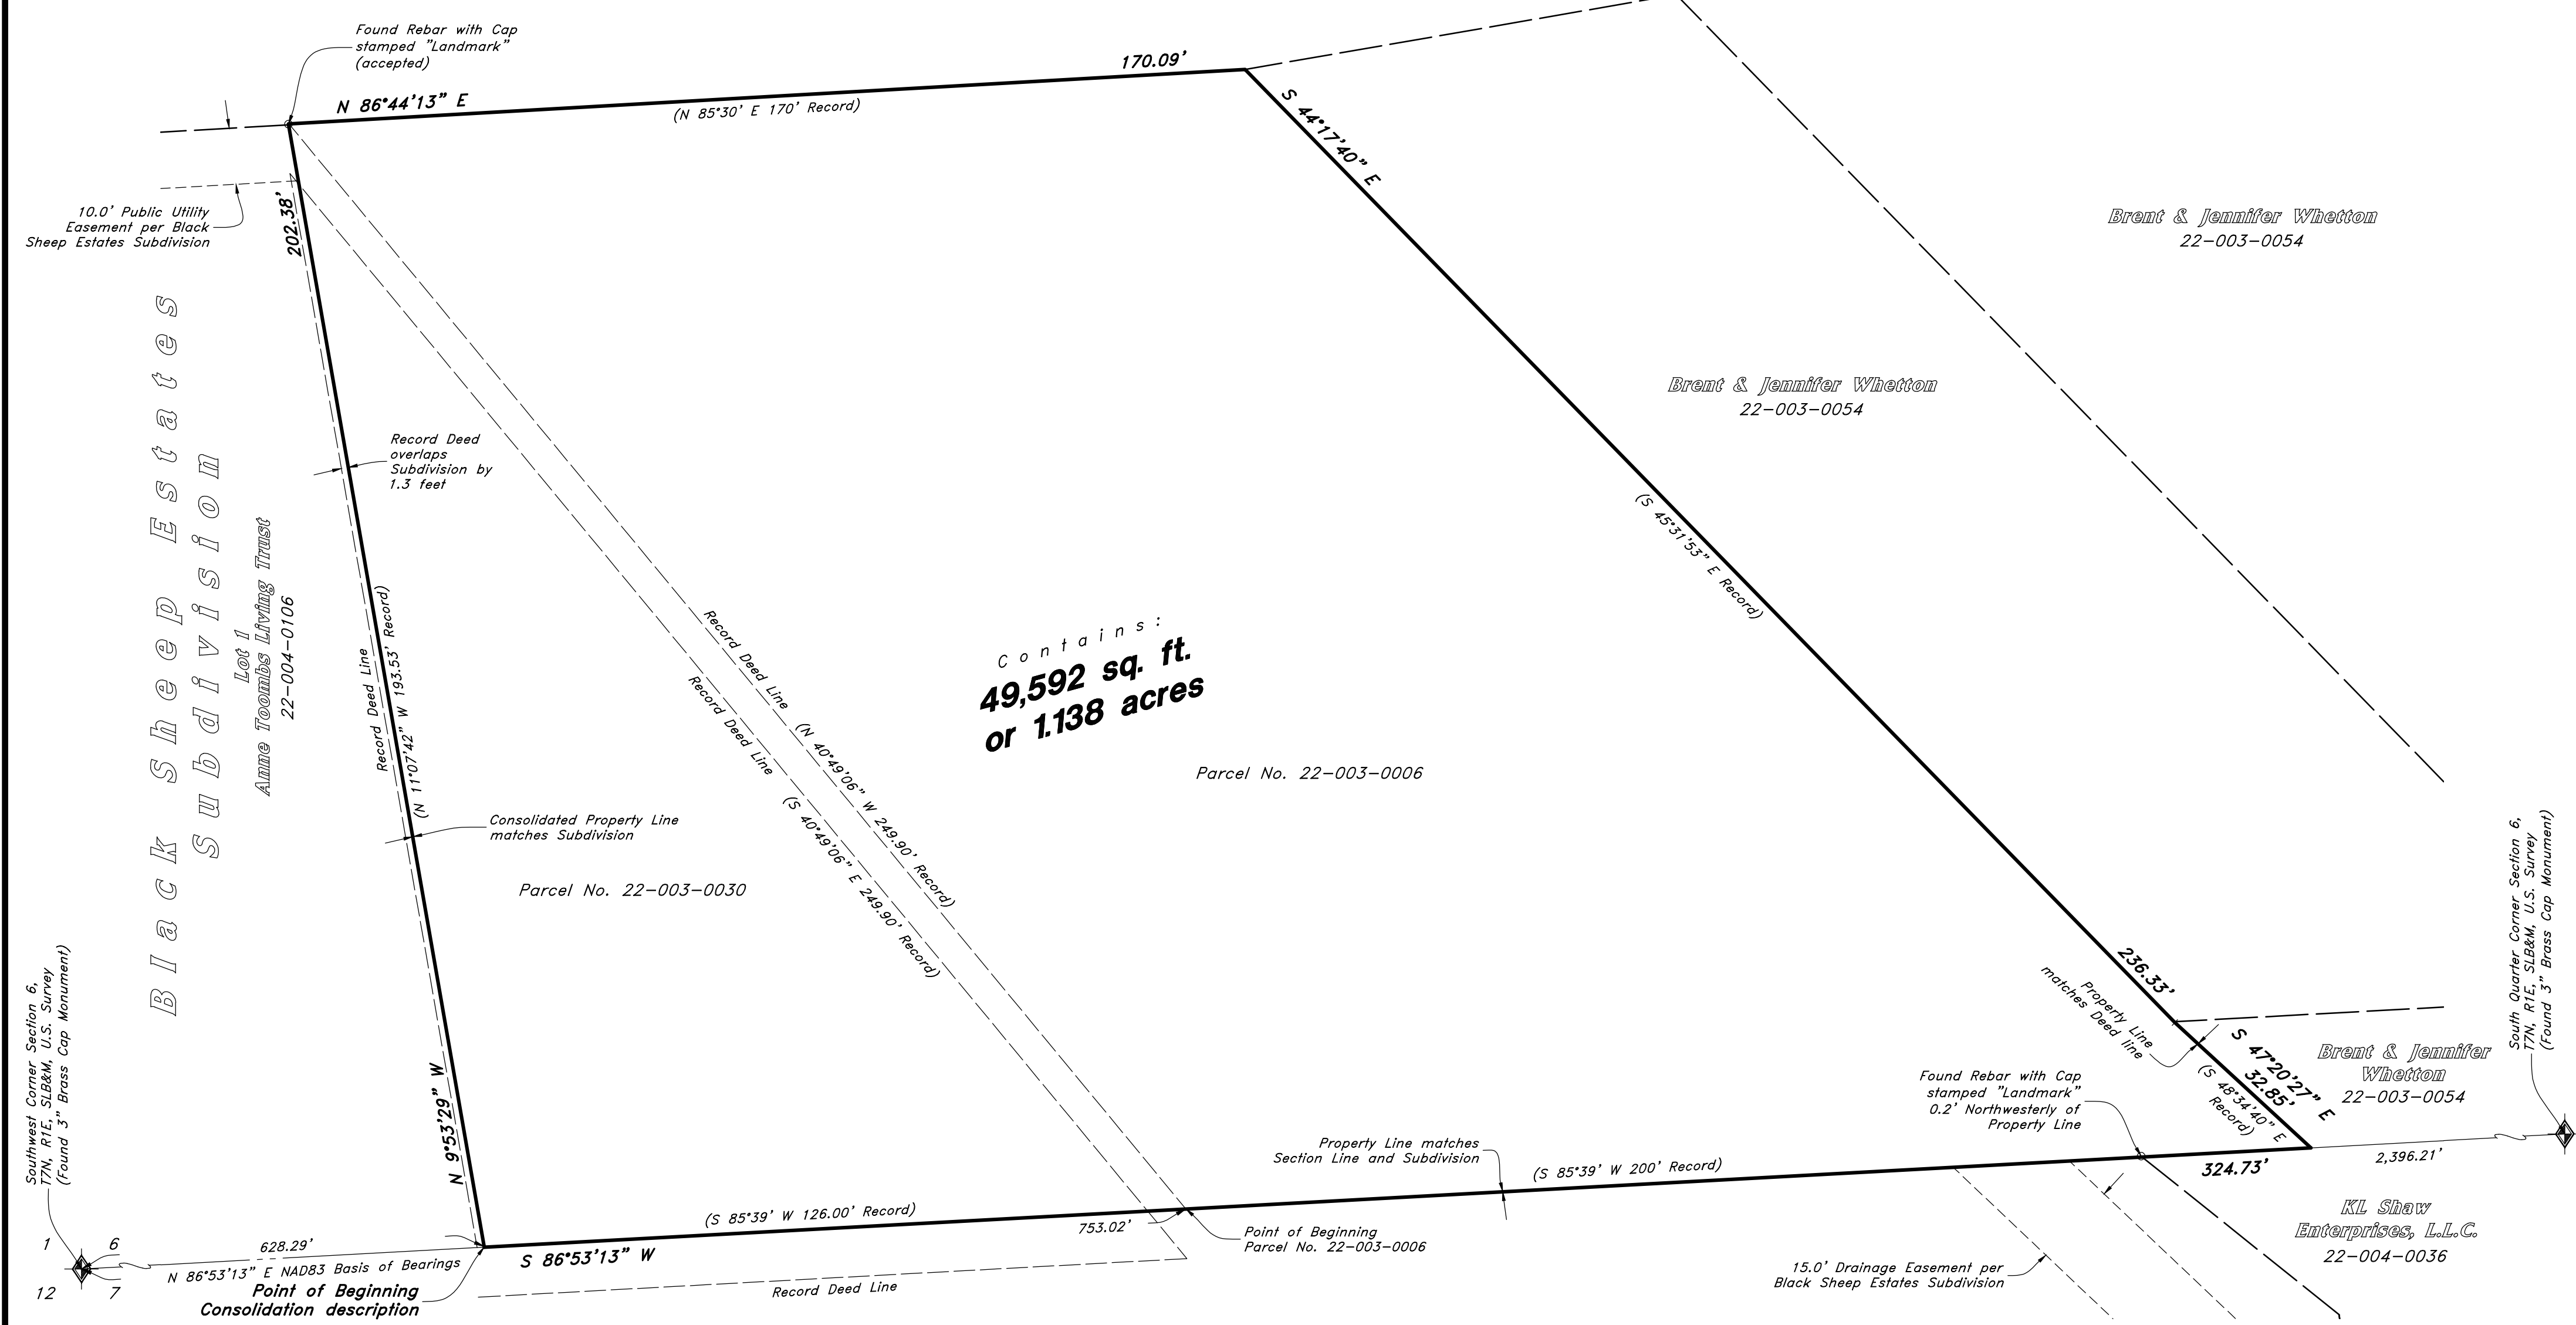 Found Rebar with Cap
stamped "Landmark"
(accepted)
N 86°44'13" E
170.09'
(N 85°30' E 170' Record)
S 44°17'40" E
10.0' Public Utility
Easement per Black
Sheep Estates Subdivision
202.38'
Brent & Jennifer Whetton
22-003-0054
Brent & Jennifer Whetton
22-003-0054
Black Sheep Estates
Subdivision
Lot 1
Anne Toombs Living Trust
22-004-0106
Record Deed
overlaps
Subdivision by
1.3 feet
Record Deed Line
(N 11°07'42" W 193.53' Record)
Record Deed Line (N 40°49'06" W 249.90' Record)
Record Deed Line (S 40°49'06" E 249.90' Record)
(S 45°31'53" E Record)
Contains:
49,592 sq. ft.
or 1.138 acres
Parcel No. 22-003-0006
Consolidated Property Line
matches Subdivision
Parcel No. 22-003-0030
236.33'
Property Line
matches Deed line
S 47°20'27" E
32.85'
(S 48°34'40" E
Record)
Brent & Jennifer
Whetton
22-003-0054
South Quarter Corner Section 6,
T7N, R1E, SLB&M, U.S. Survey
(Found 3" Brass Cap Monument)
Southwest Corner Section 6,
T7N, R1E, SLB&M, U.S. Survey
(Found 3" Brass Cap Monument)
N 9°53'29" W
Found Rebar with Cap
stamped "Landmark"
0.2' Northwesterly of
Property Line
Property Line matches
Section Line and Subdivision
(S 85°39' W 200' Record)
324.73'
2,396.21'
(S 85°39' W 126.00' Record)
753.02'
Point of Beginning
Parcel No. 22-003-0006
S 86°53'13" W
628.29'
N 86°53'13" E NAD83 Basis of Bearings
Point of Beginning
Consolidation description
1
6
12
7
Record Deed Line
15.0' Drainage Easement per
Black Sheep Estates Subdivision
KL Shaw
Enterprises, L.L.C.
22-004-0036